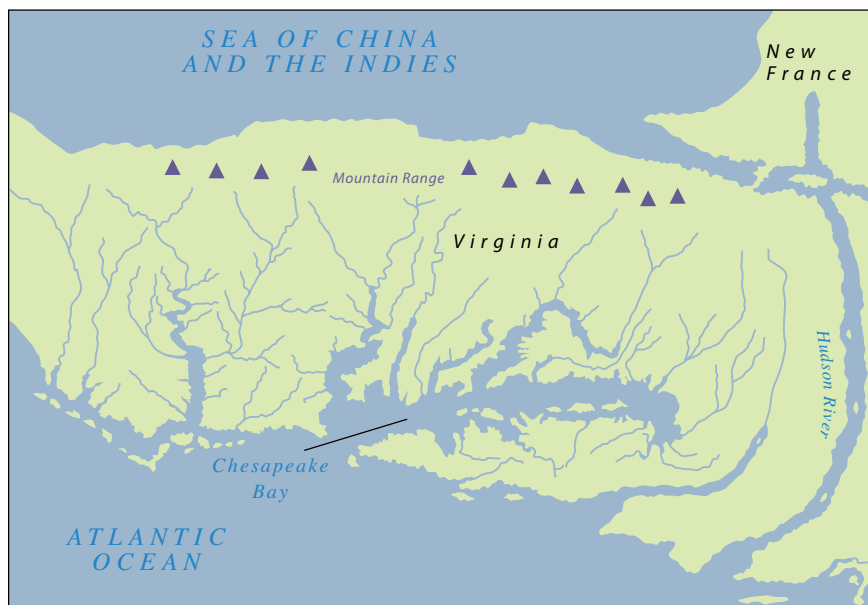 SEA OF CHINA
AND THE INDIES
New
France
Mountain Range
Virginia
Hudson River
Chesapeake
Bay
ATLANTIC
OCEAN